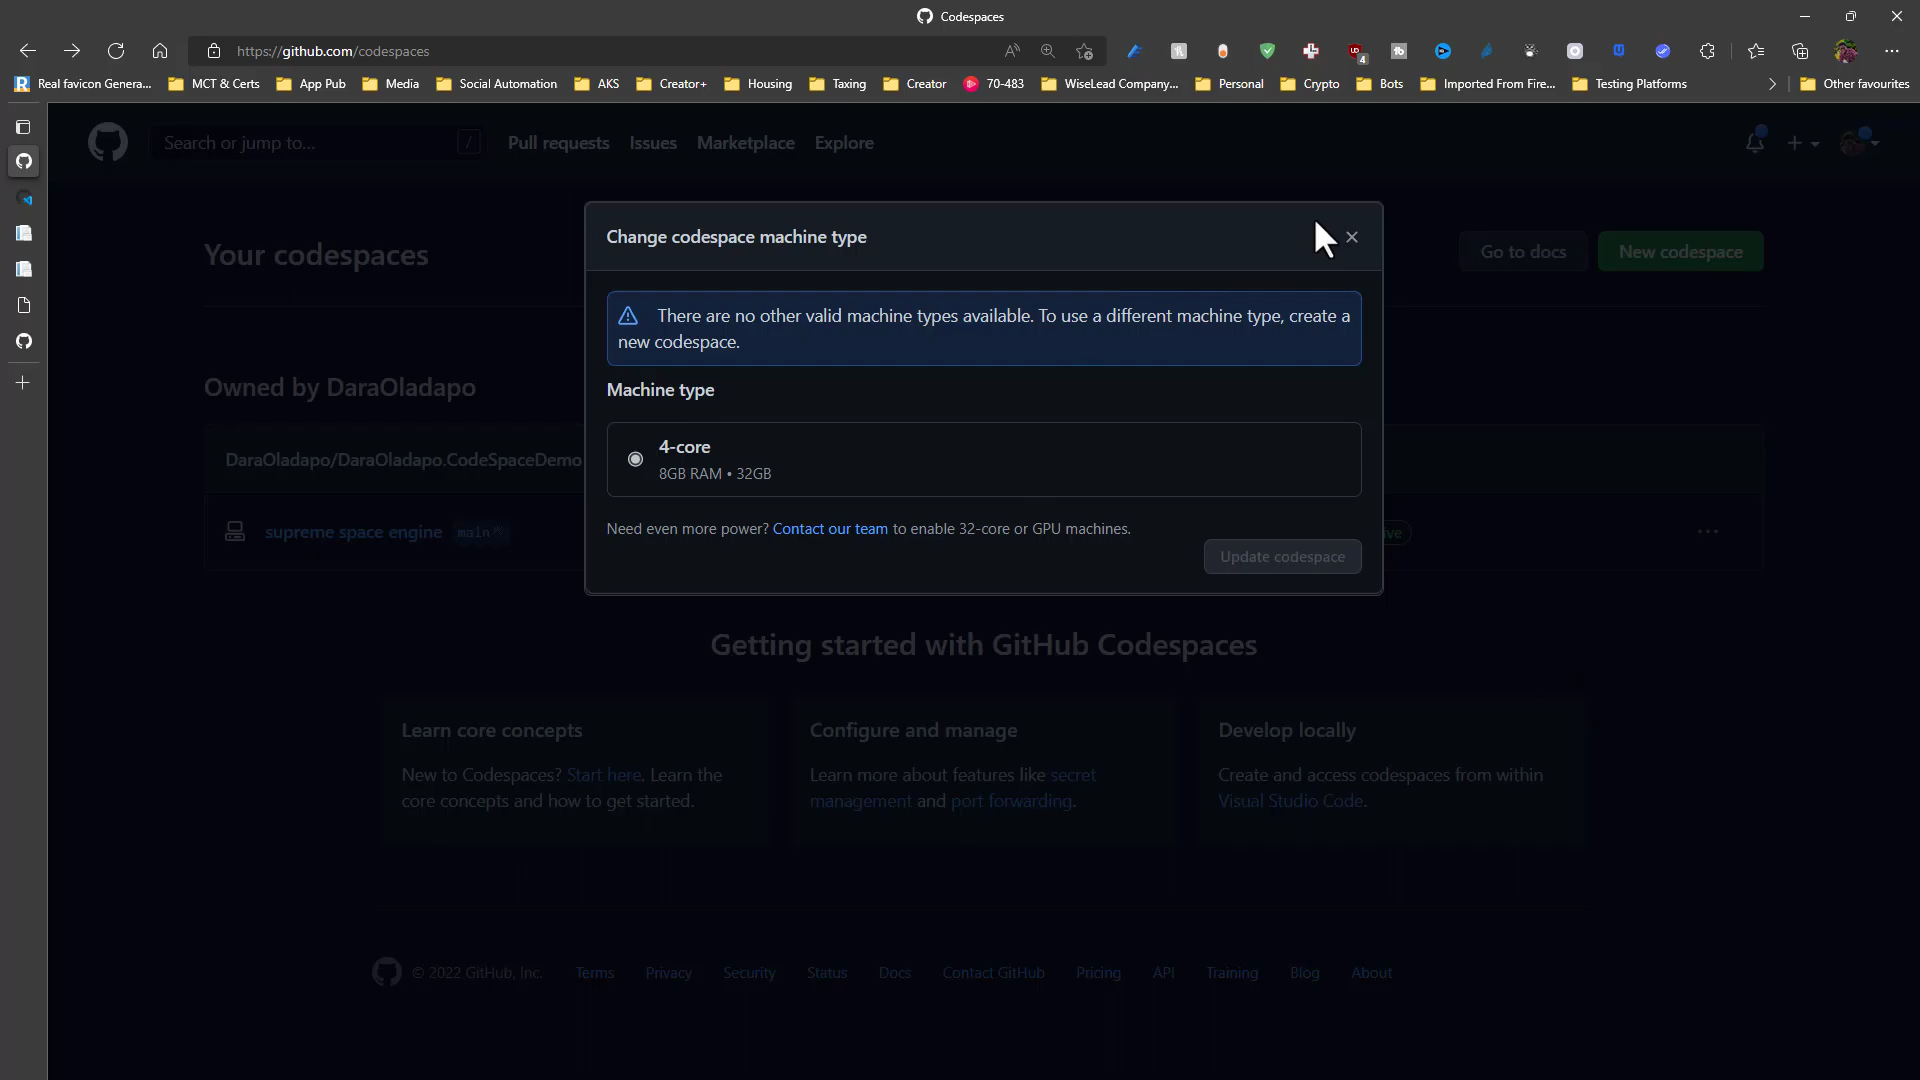 Codespaces
https://github.com/codespaces
4
Real favicon Genera...
MCT & Certs
App Pub
Media
Social Automation
AKS
Creator+
Housing
Taxing
Creator
70-483
WiseLead Company,...
Personal
Crypto
Bots
Imported From Fire...
Testing Platforms
Other favourites
Search or jump to...
/
Pull requests
Issues
Marketplace
Explore
Your codespaces
Go to docs
New codespace
Change codespace machine type
There are no other valid machine types available. To use a different machine type, create a
new codespace.
Machine type
4-core
8GB RAM • 32GB
Need even more power? Contact our team to enable 32-core or GPU machines.
Update codespace
Owned by DaraOladapo
DaraOladapo/DaraOladapo.CodeSpaceDemo
supreme space engine
main*
Getting started with GitHub Codespaces
Learn core concepts
New to Codespaces? Start here. Learn the
core concepts and how to get started.
Configure and manage
Learn more about features like secret
management and port forwarding.
Develop locally
Create and access codespaces from within
Visual Studio Code.
© 2022 GitHub, Inc.
Terms
Privacy
Security
Status
Docs
Contact GitHub
Pricing
API
Training
Blog
About